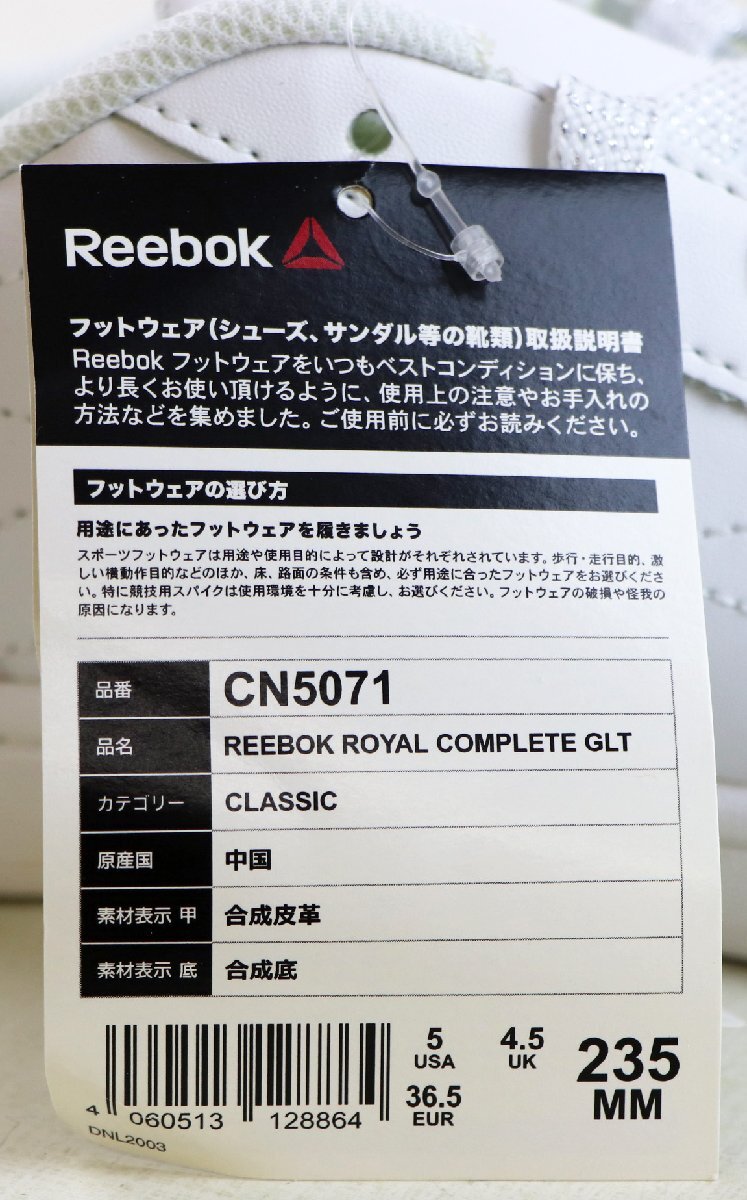 Reebok
フットウェア(シューズ、サンダル等の靴類)取扱説明書
Reebok フットウェアをいつもベストコンディションに保ち、
より長くお使い頂けるように、使用上の注意やお手入れの
方法などを集めました。ご使用前に必ずお読みください。
フットウェアの選び方
用途にあったフットウェアを履きましょう
スポーツフットウェアは用途や使用目的によって設計がそれぞれされています。歩行・走行目的、激
しい横動作目的などのほか、床、路面の条件も含め、必ず用途に合ったフットウェアをお選びくださ
い。特に競技用スパイクは使用環境を十分に考慮し、お選びください。フットウェアの破損や怪我の
原因になります。
品番 CN5071
品名 REEBOK ROYAL COMPLETE GLT
カテゴリー CLASSIC
原産国 中国
素材表示 甲 合成皮革
素材表示 底 合成底
5 USA 4.5 UK
36.5 EUR
235 MM
4 060513 128864
DNL2003